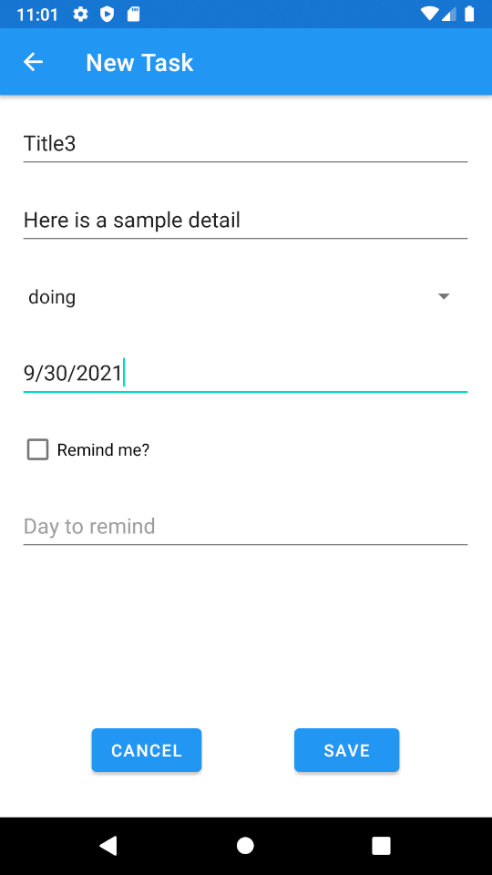 11:01
New Task
Title3
Here is a sample detail
doing
9/30/2021
Remind me?
Day to remind
CANCEL SAVE